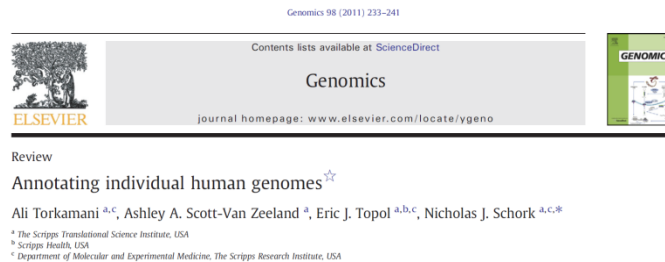 Genomics 98 (2011) 233–241
Contents lists available at ScienceDirect
Genomics
journal homepage: www.elsevier.com/locate/ygeno
ELSEVIER
GENOMIC
Review
Annotating individual human genomes☆
Ali Torkamani a,c, Ashley A. Scott-Van Zeeland a, Eric J. Topol a,b,c, Nicholas J. Schork a,c,*
a The Scripps Translational Science Institute, USA
b Scripps Health, USA
c Department of Molecular and Experimental Medicine, The Scripps Research Institute, USA